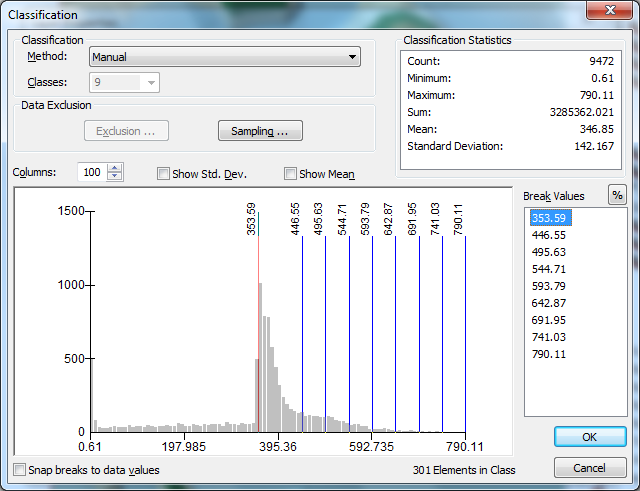 Classification
Classification
Method: Manual
Classes: 9
Data Exclusion
Exclusion ...
Sampling ...
Classification Statistics
Count: 9472
Minimum: 0.61
Maximum: 790.11
Sum: 3285362.021
Mean: 346.85
Standard Deviation: 142.167
Columns: 100
Show Std. Dev.
Show Mean
Break Values
%
353.59
446.55
495.63
544.71
593.79
642.87
691.95
741.03
790.11
1500
1000
500
0
0.61 197.985 395.36 592.735 790.11
353.59
446.55
495.63
544.71
593.79
642.87
691.95
741.03
790.11
OK
Cancel
Snap breaks to data values
301 Elements in Class